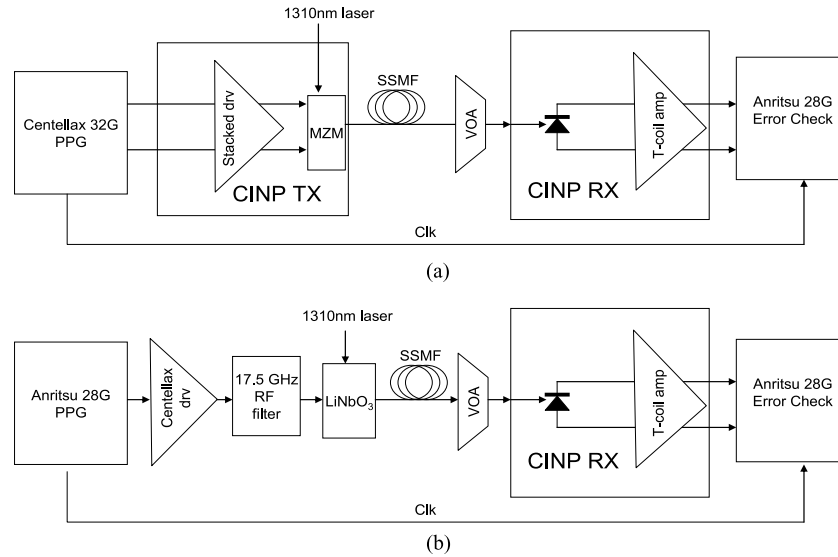 1310nm laser
Centellax 32G
PPG
Stacked drv
MZM
CINP TX
SSMF
VOA
CINP RX
T-coil amp
Anritsu 28G
Error Check
Clk
(a)
1310nm laser
Anritsu 28G
PPG
Centellax
drv
17.5 GHz
RF
filter
LiNbO3
SSMF
VOA
CINP RX
T-coil amp
Anritsu 28G
Error Check
Clk
(b)